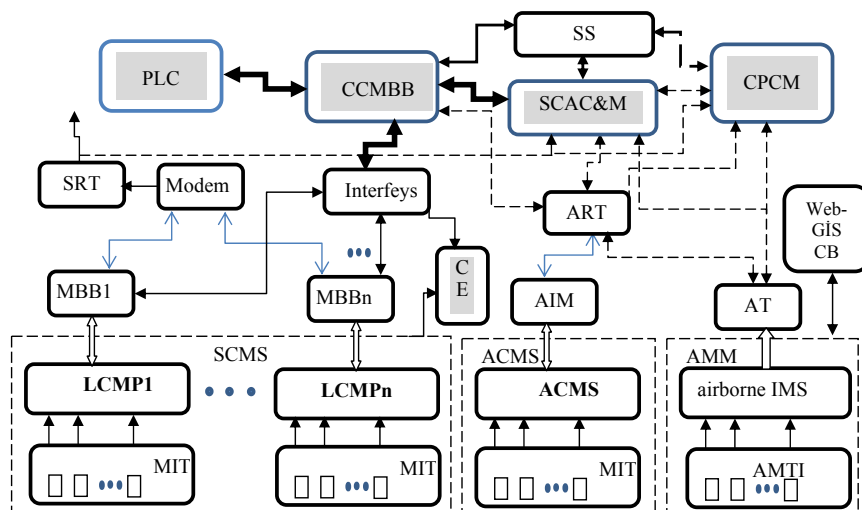 SS
PLC
CCMBB
SCAC&M
CPCM
SRT
Modem
Interfeys
ART
Web-
GİS
CB
C
E
MBB1
MBBn
AIM
AT
SCMS
ACMS
AMM
LCMP1
LCMPn
ACMS
airborne IMS
MIT
MIT
MIT
AMTI